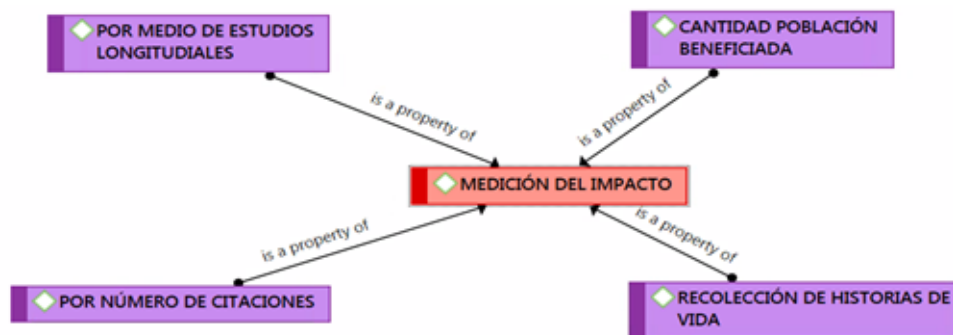 POR MEDIO DE ESTUDIOS
LONGITUDIALES
CANTIDAD POBLACIÓN
BENEFICIADA
is a property of
is a property of
MEDICIÓN DEL IMPACTO
is a property of
is a property of
POR NÚMERO DE CITACIONES
RECOLECCIÓN DE HISTORIAS DE
VIDA